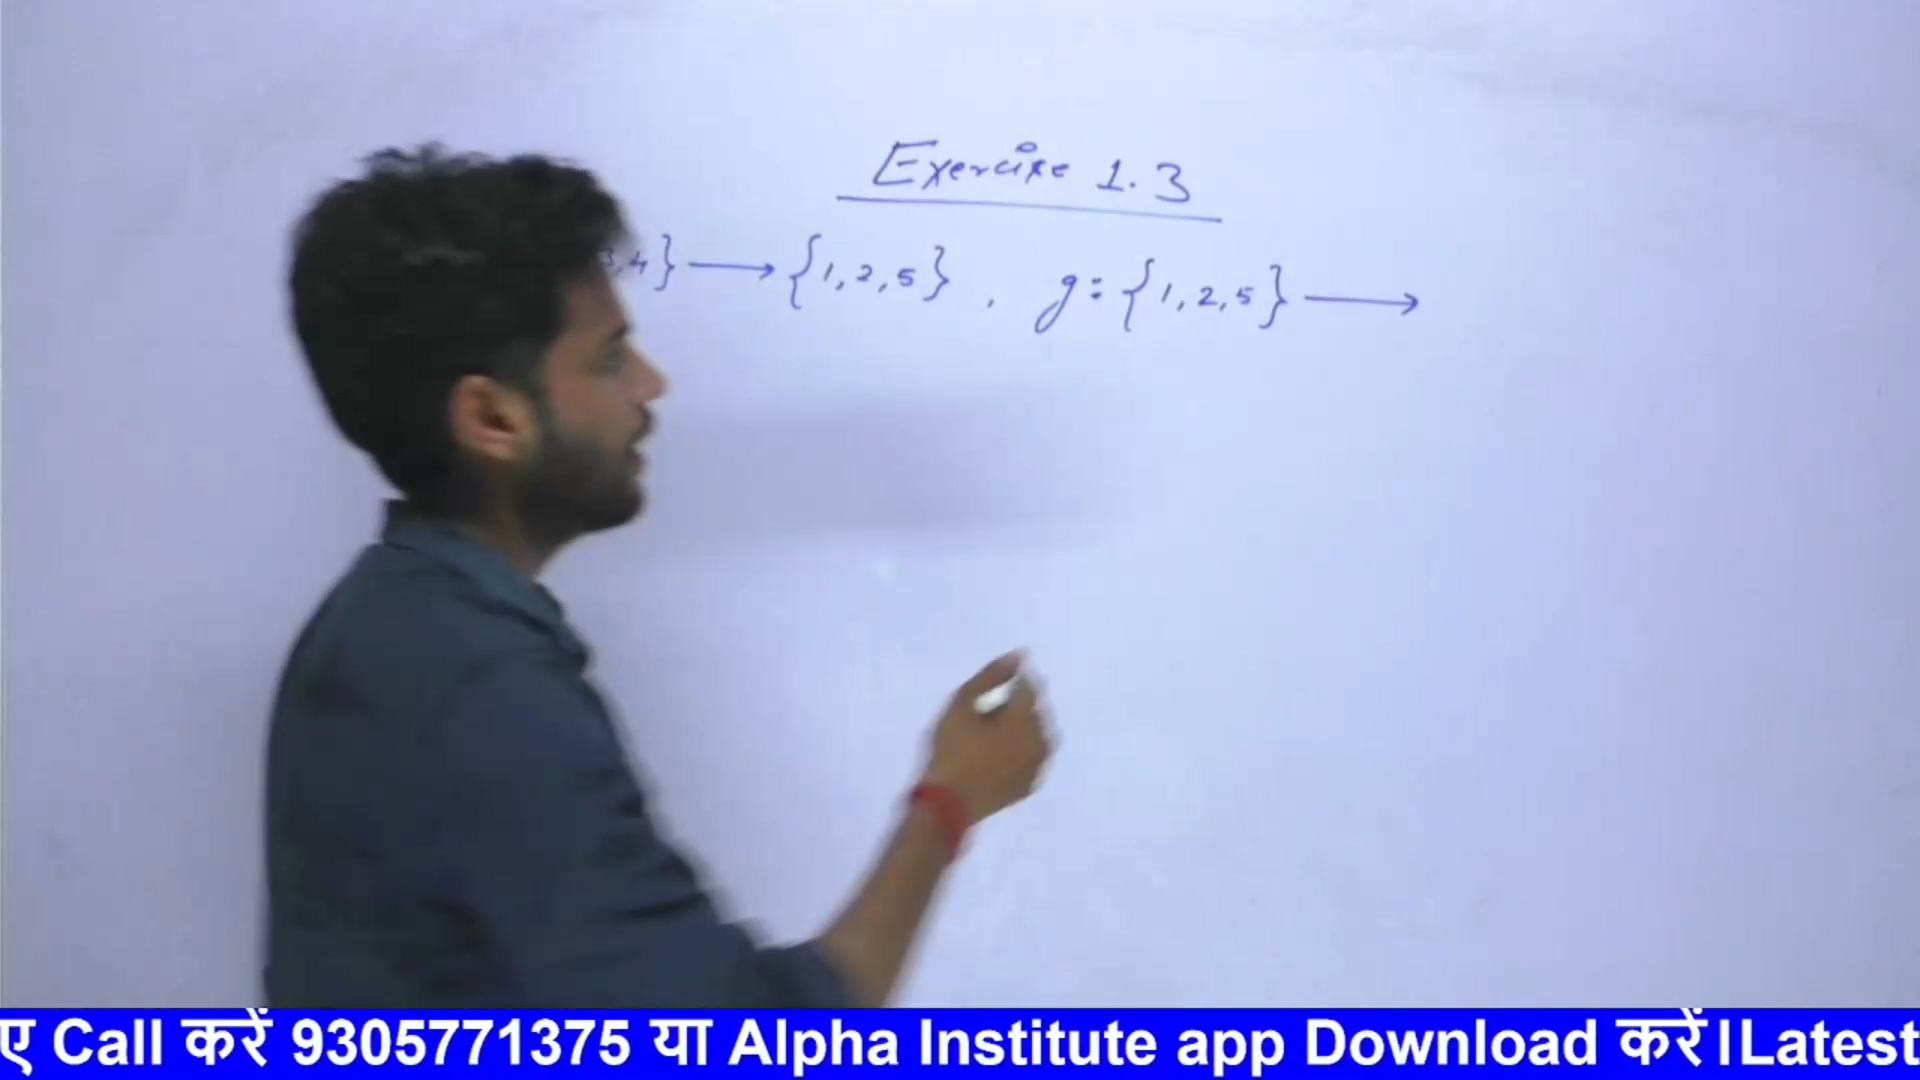 Exercise 1.3
3,4} ⟶ {1,2,5} , g: {1,2,5} ⟶
ए Call करें 9305771375 या Alpha Institute app Download करें।Latest